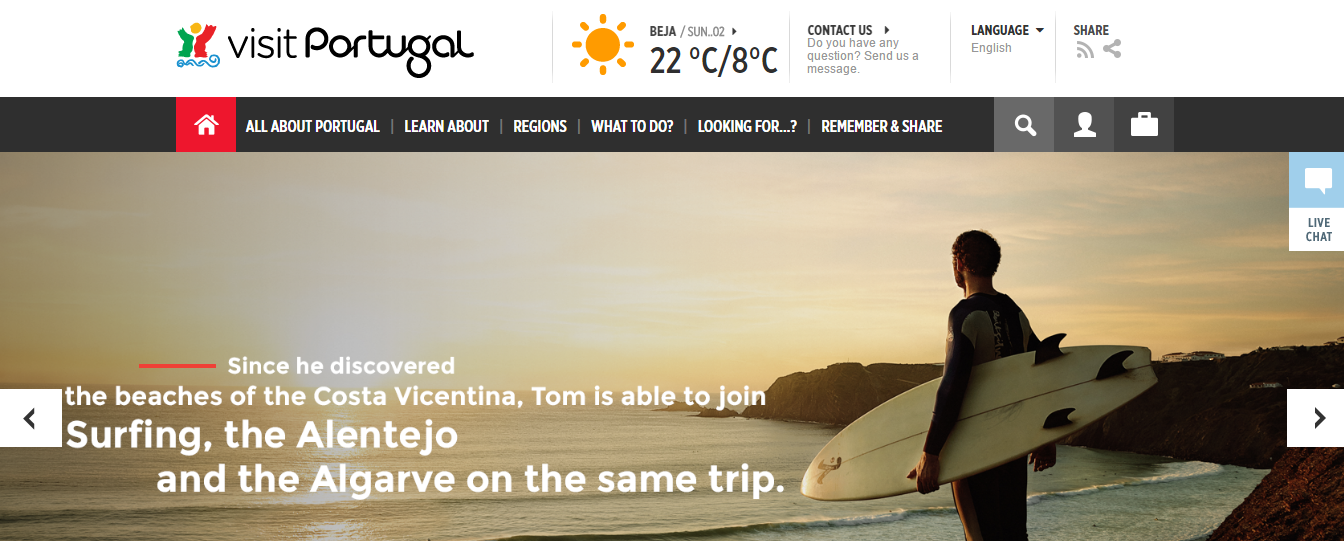 visit Portugal
BEJA / SUN..02
22 ºC/8ºC
CONTACT US
Do you have any
question? Send us a
message.
LANGUAGE
English
SHARE
ALL ABOUT PORTUGAL | LEARN ABOUT | REGIONS | WHAT TO DO? | LOOKING FOR...? | REMEMBER & SHARE
LIVE
CHAT
Since he discovered
the beaches of the Costa Vicentina, Tom is able to join
Surfing, the Alentejo
and the Algarve on the same trip.